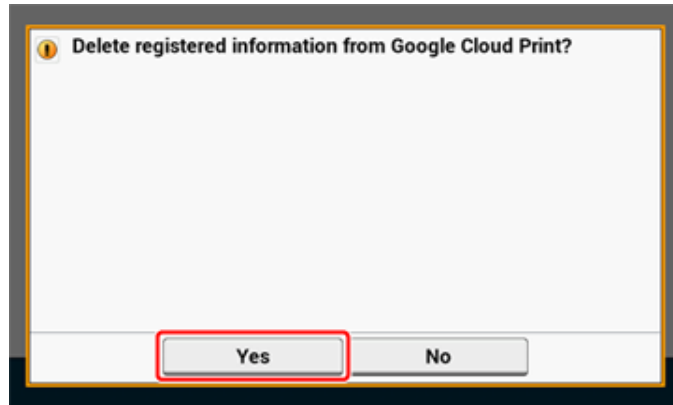 Delete registered information from Google Cloud Print?
Yes No